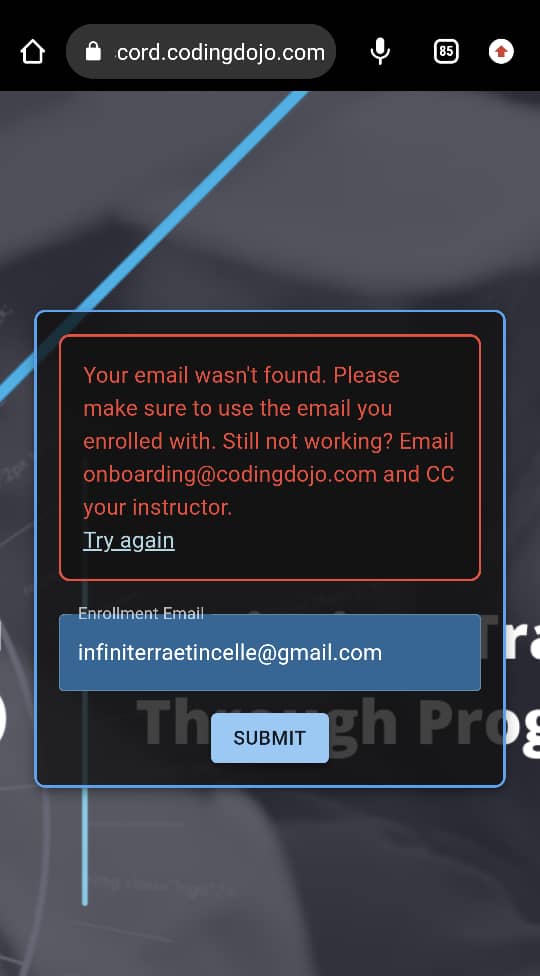 cord.codingdojo.com
85
Your email wasn't found. Please
make sure to use the email you
enrolled with. Still not working? Email
onboarding@codingdojo.com and CC
your instructor.
Try again
Enrollment Email
infiniterraetincelle@gmail.com
Tra
SUBMIT
Through Prog